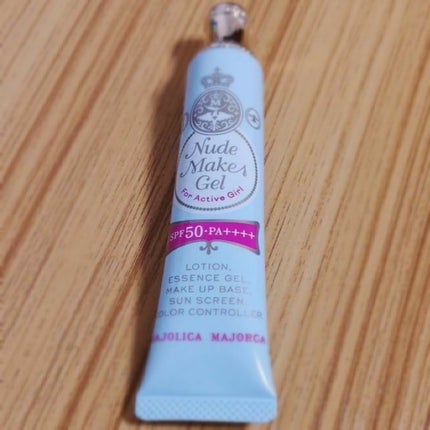 M
Nude
Make
Gel
For Active Girl
SPF50·PA++++
LOTION,
ESSENCE GEL,
MAKE UP BASE,
SUN SCREEN,
COLOR CONTROLLER
MAJOLICA MAJORCA